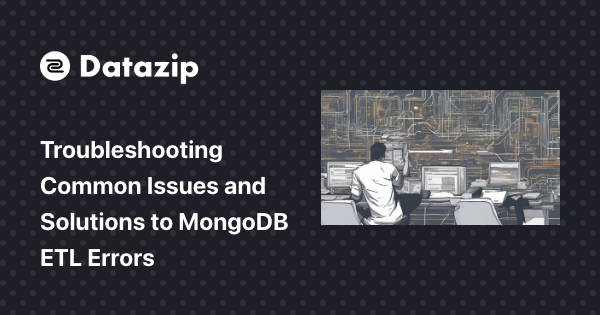 Datazip
Troubleshooting
Common Issues and
Solutions to MongoDB
ETL Errors